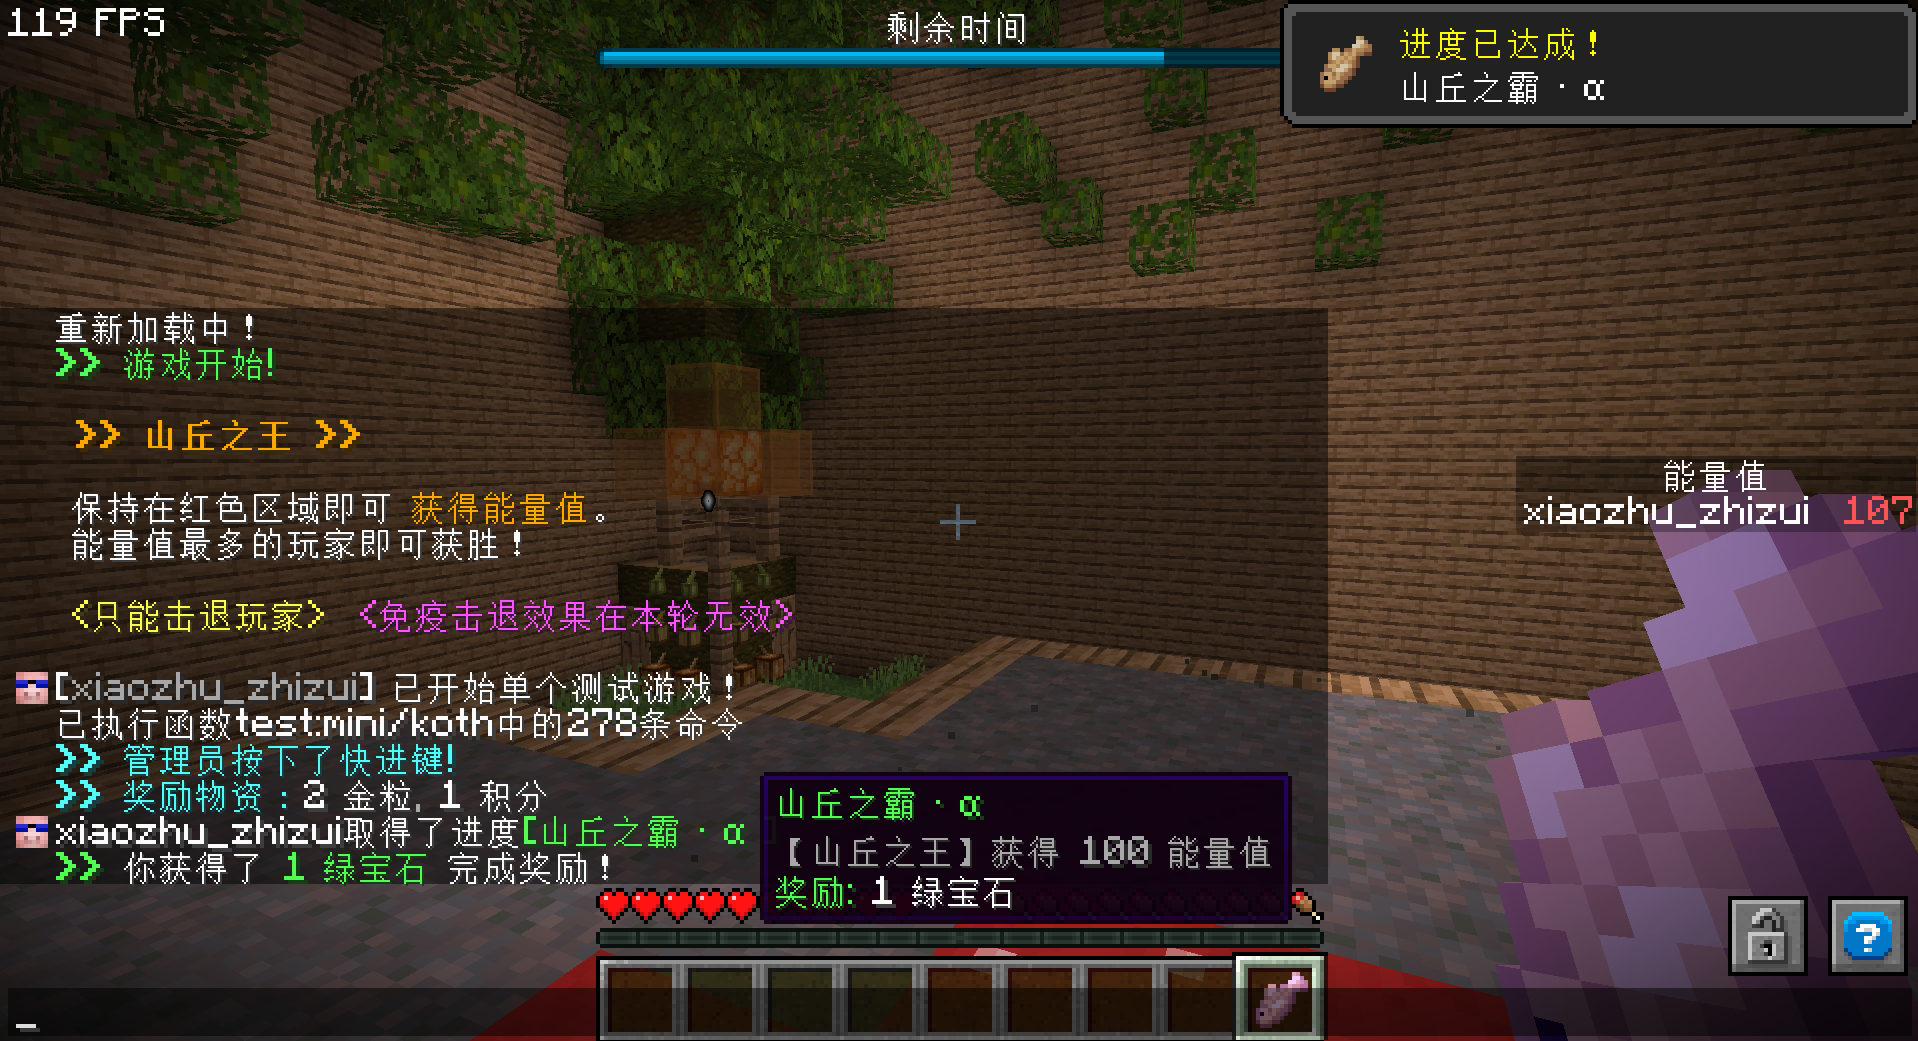 119 FPS
剩余时间
进度已达成！
山丘之霸 · α
重新加载中！
>> 游戏开始!
>> 山丘之王 >>
保持在红色区域即可 获得能量值。
能量值最多的玩家即可获胜！
<只能击退玩家> <免疫击退效果在本轮无效>
[xiaozhu_zhizui] 已开始单个测试游戏！
已执行函数test:mini/koth中的278条命令
>> 管理员按下了快进键!
>> 奖励物资：2 金粒, 1 积分
xiaozhu_zhizui取得了进度[山丘之霸 · α
>> 你获得了 1 绿宝石 完成奖励！
山丘之霸 · α
【山丘之王】获得 100 能量值
奖励: 1 绿宝石
能量值
xiaozhu_zhizui 107
?
_